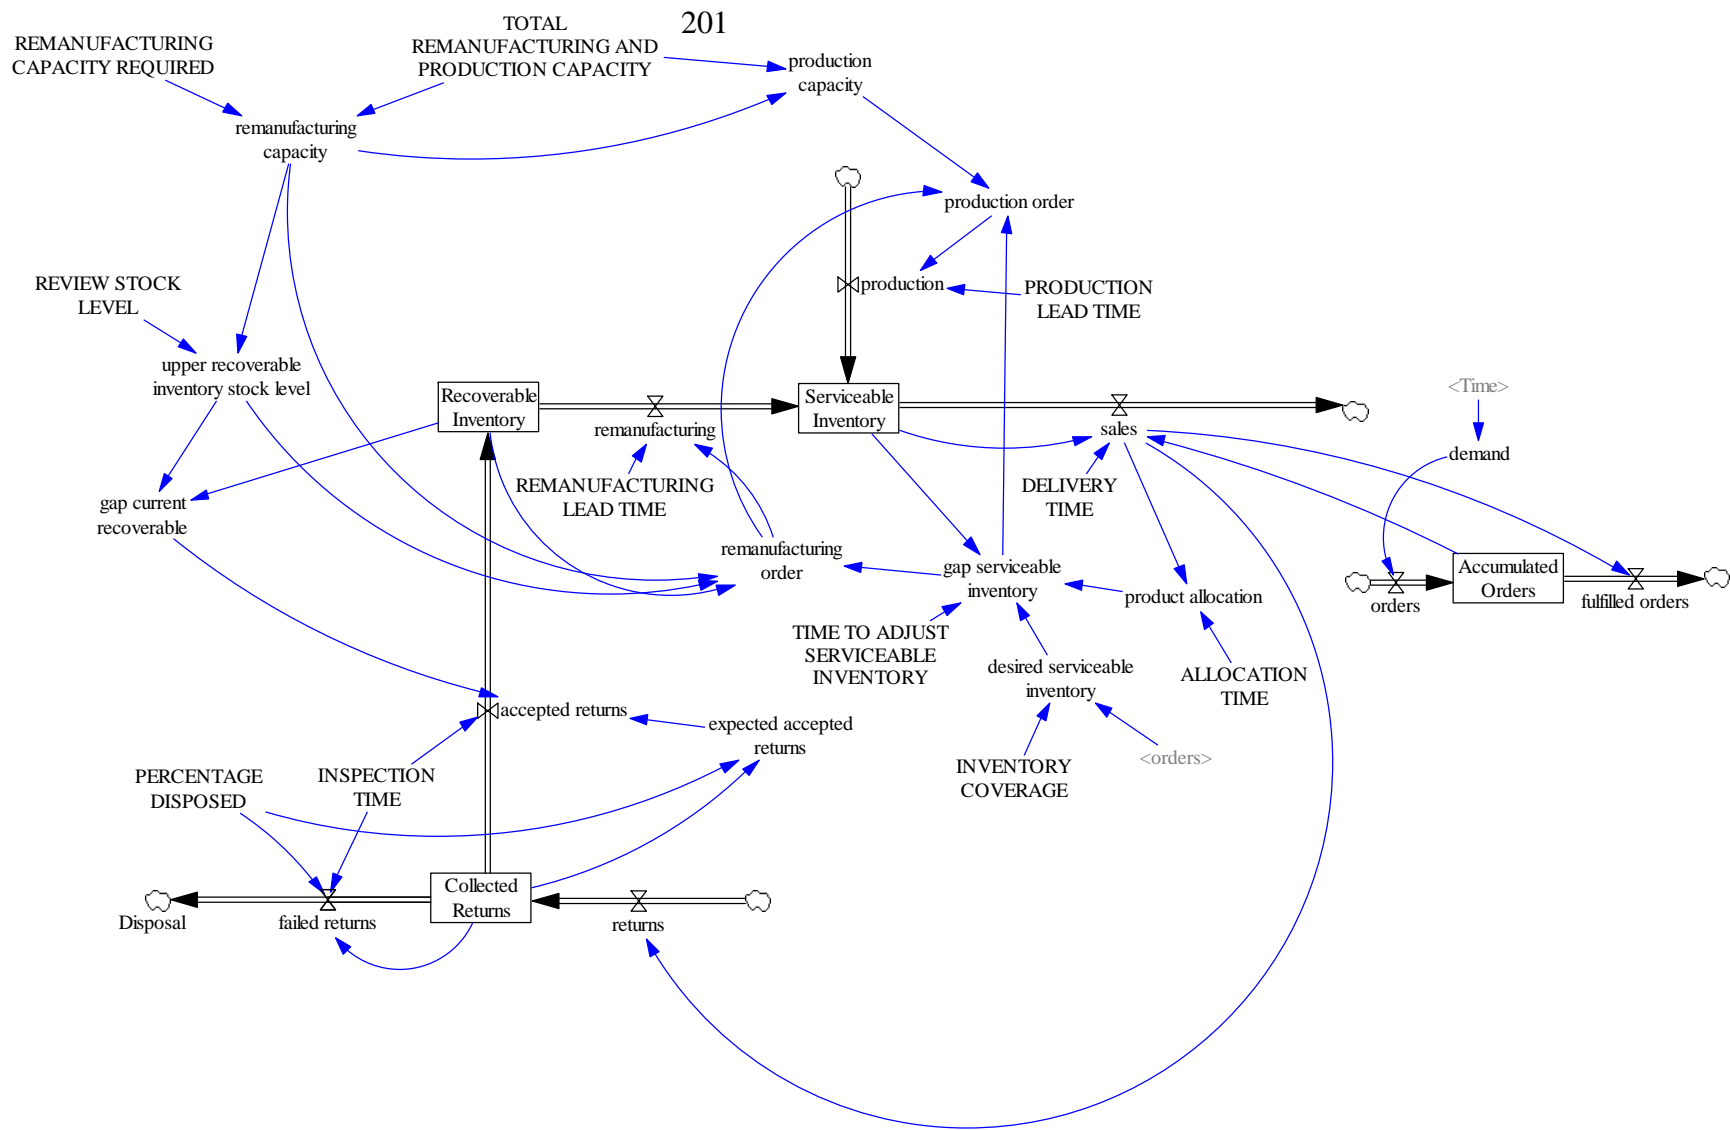 201
REMANUFACTURING
CAPACITY REQUIRED
TOTAL
REMANUFACTURING AND
PRODUCTION CAPACITY
production
capacity
remanufacturing
capacity
production order
production
PRODUCTION
LEAD TIME
REVIEW STOCK
LEVEL
upper recoverable
inventory stock level
Recoverable
Inventory
remanufacturing
REMANUFACTURING
LEAD TIME
Serviceable
Inventory
sales
DELIVERY
TIME
<Time>
demand
gap current
recoverable
remanufacturing
order
gap serviceable
inventory
product allocation
orders
Accumulated
Orders
fulfilled orders
TIME TO ADJUST
SERVICEABLE
INVENTORY
desired serviceable
inventory
ALLOCATION
TIME
accepted returns
expected accepted
returns
INVENTORY
COVERAGE
<orders>
PERCENTAGE
DISPOSED
INSPECTION
TIME
Disposal
failed returns
Collected
Returns
returns